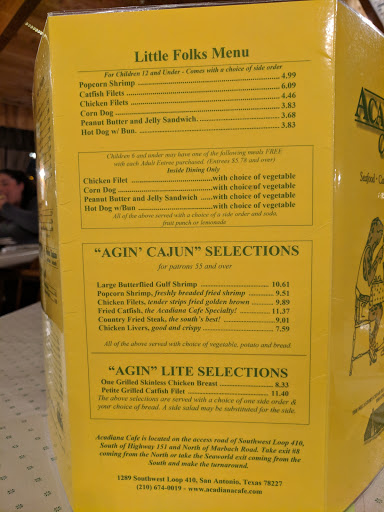 Little Folks Menu
For Children 12 and Under - Comes with a choice of side order
Popcorn Shrimp 4.99
Catfish Filets 6.09
Chicken Filets 4.46
Corn Dog 3.83
Peanut Butter and Jelly Sandwich. 3.68
Hot Dog w/ Bun. 3.83
Children 8 and under may have one of the following meals FREE
with each Adult Entree purchased. (Entrees $5.78 and over)
Inside Dining Only
Chicken Filet with choice of vegetable
Corn Dog with choice of vegetable
Peanut Butter and Jelly Sandwich with choice of vegetable
Hot Dog w/Bun with choice of vegetable
All of the above served with a choice of a side order and soda,
fruit punch or lemonade
"AGIN' CAJUN" SELECTIONS
for patrons 55 and over
Large Butterflied Gulf Shrimp 10.61
Popcorn Shrimp, freshly breaded fried shrimp 9.51
Chicken Filets, tender strips fried golden brown 9.89
Fried Catfish, the Acadiana Cafe Specialty! 11.37
Country Fried Steak, the south's best! 9.01
Chicken Livers, good and crispy 7.59
All of the above served with choice of vegetable, potato and bread.
"AGIN" LITE SELECTIONS
One Grilled Skinless Chicken Breast 8.33
Petite Grilled Catfish Filet 11.40
The above selections are served with a choice of one side order &
your choice of bread. A side salad may be substituted for the side.
Acadiana Cafe is located on the access road of Southwest Loop 410,
South of Highway 151 and North of Marbach Road. Take exit #8
coming from the North or take the Seaworld exit coming from the
South and make the turnaround.
1289 Southwest Loop 410, San Antonio, Texas 78227
(210) 674-0019 - www.acadianacafe.com